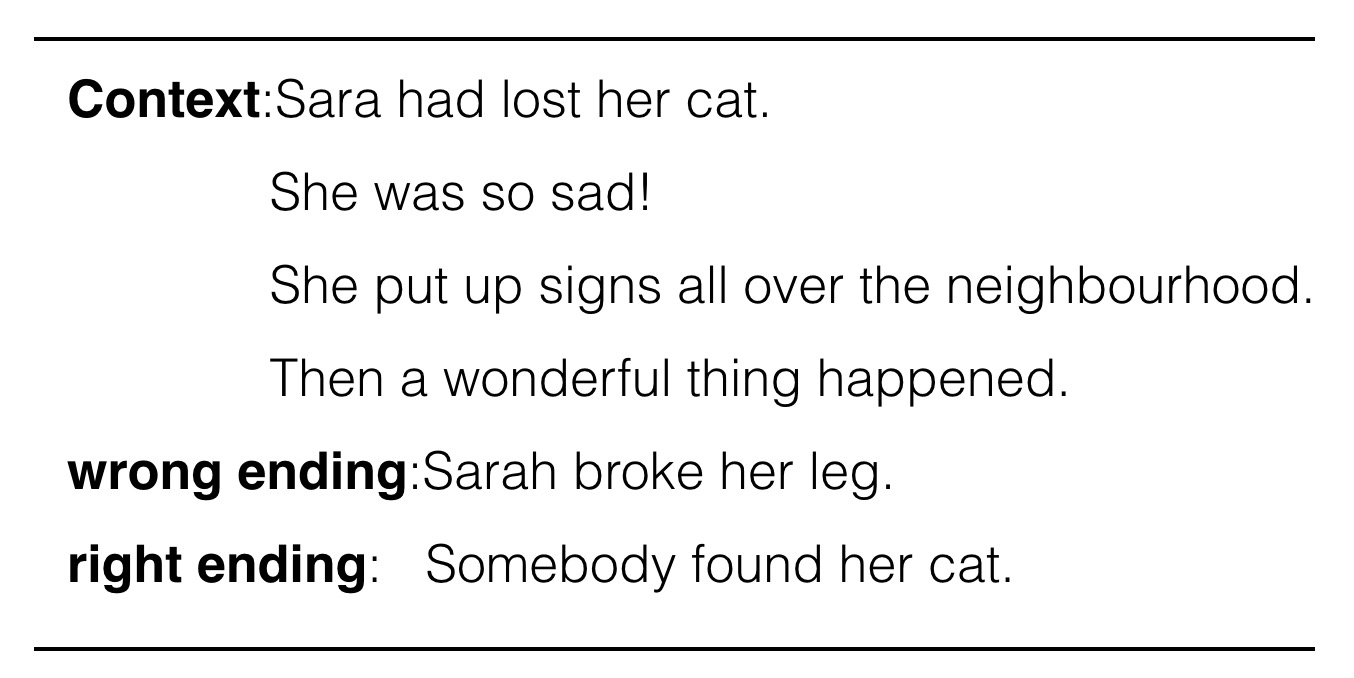 Context:Sara had lost her cat.
She was so sad!
She put up signs all over the neighbourhood.
Then a wonderful thing happened.
wrong ending:Sarah broke her leg.
right ending: Somebody found her cat.